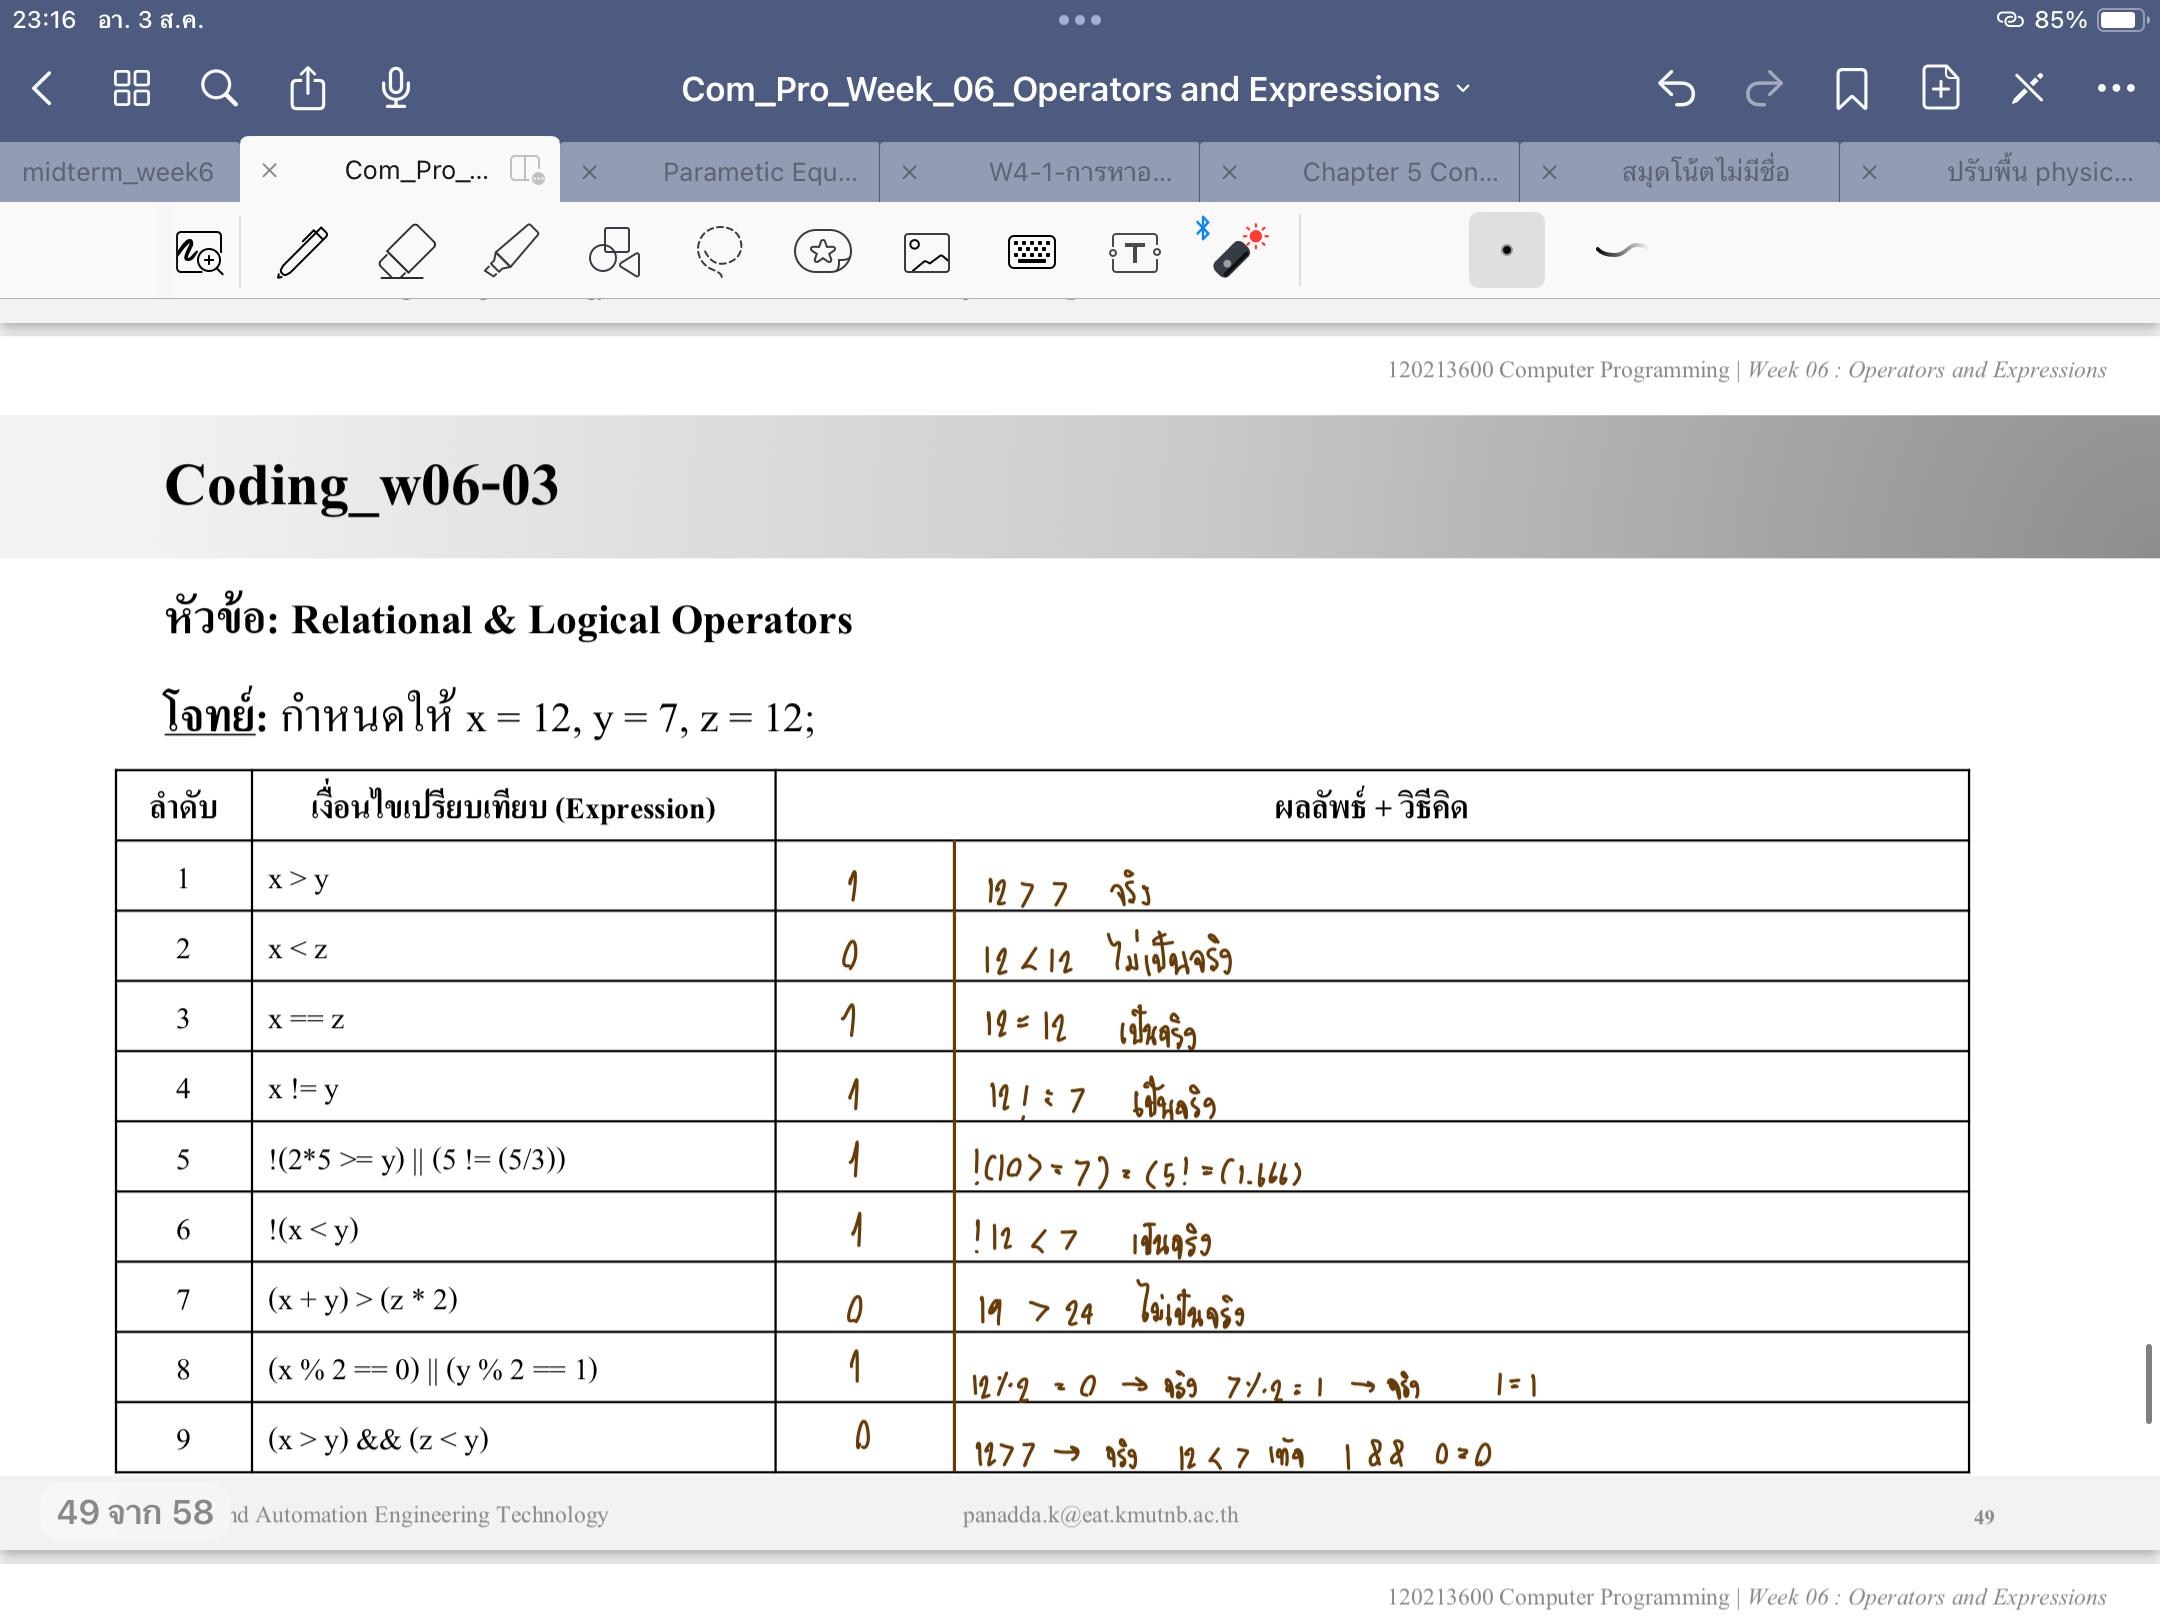 23:16 อา. 3 ส.ค. 85%
Com_Pro_Week_06_Operators and Expressions
midterm_week6 Com_Pro_... Parametic Equ... W4-1-การหาอ... Chapter 5 Con... สมุดโน้ตไม่มีชื่อ ปรับพื้น physic...
120213600 Computer Programming | Week 06 : Operators and Expressions
Coding_w06-03
หัวข้อ: Relational & Logical Operators
โจทย์: กำหนดให้ x = 12, y = 7, z = 12;
ลำดับ เงื่อนไขเปรียบเทียบ (Expression) ผลลัพธ์ + วิธีคิด
1 x > y 1 12 > 7 จริง
2 x < z 0 12 < 12 ไม่เป็นจริง
3 x == z 1 12 = 12 เป็นจริง
4 x != y 1 12 ! = 7 เป็นจริง
5 !(2*5 >= y) || (5 != (5/3)) 1 !(10 > = 7) = (5 ! = (1.666)
6 !(x < y) 1 ! 12 < 7 เป็นจริง
7 (x + y) > (z * 2) 0 19 > 24 ไม่เป็นจริง
8 (x % 2 == 0) || (y % 2 == 1) 1 12 % 2 = 0 → จริง 7 % 2 = 1 → จริง 1 = 1
9 (x > y) && (z < y) 0 12 > 7 → จริง 12 < 7 เท็จ 1 && 0 = 0
49 จาก 58 nd Automation Engineering Technology panadda.k@eat.kmutnb.ac.th 49
120213600 Computer Programming | Week 06 : Operators and Expressions